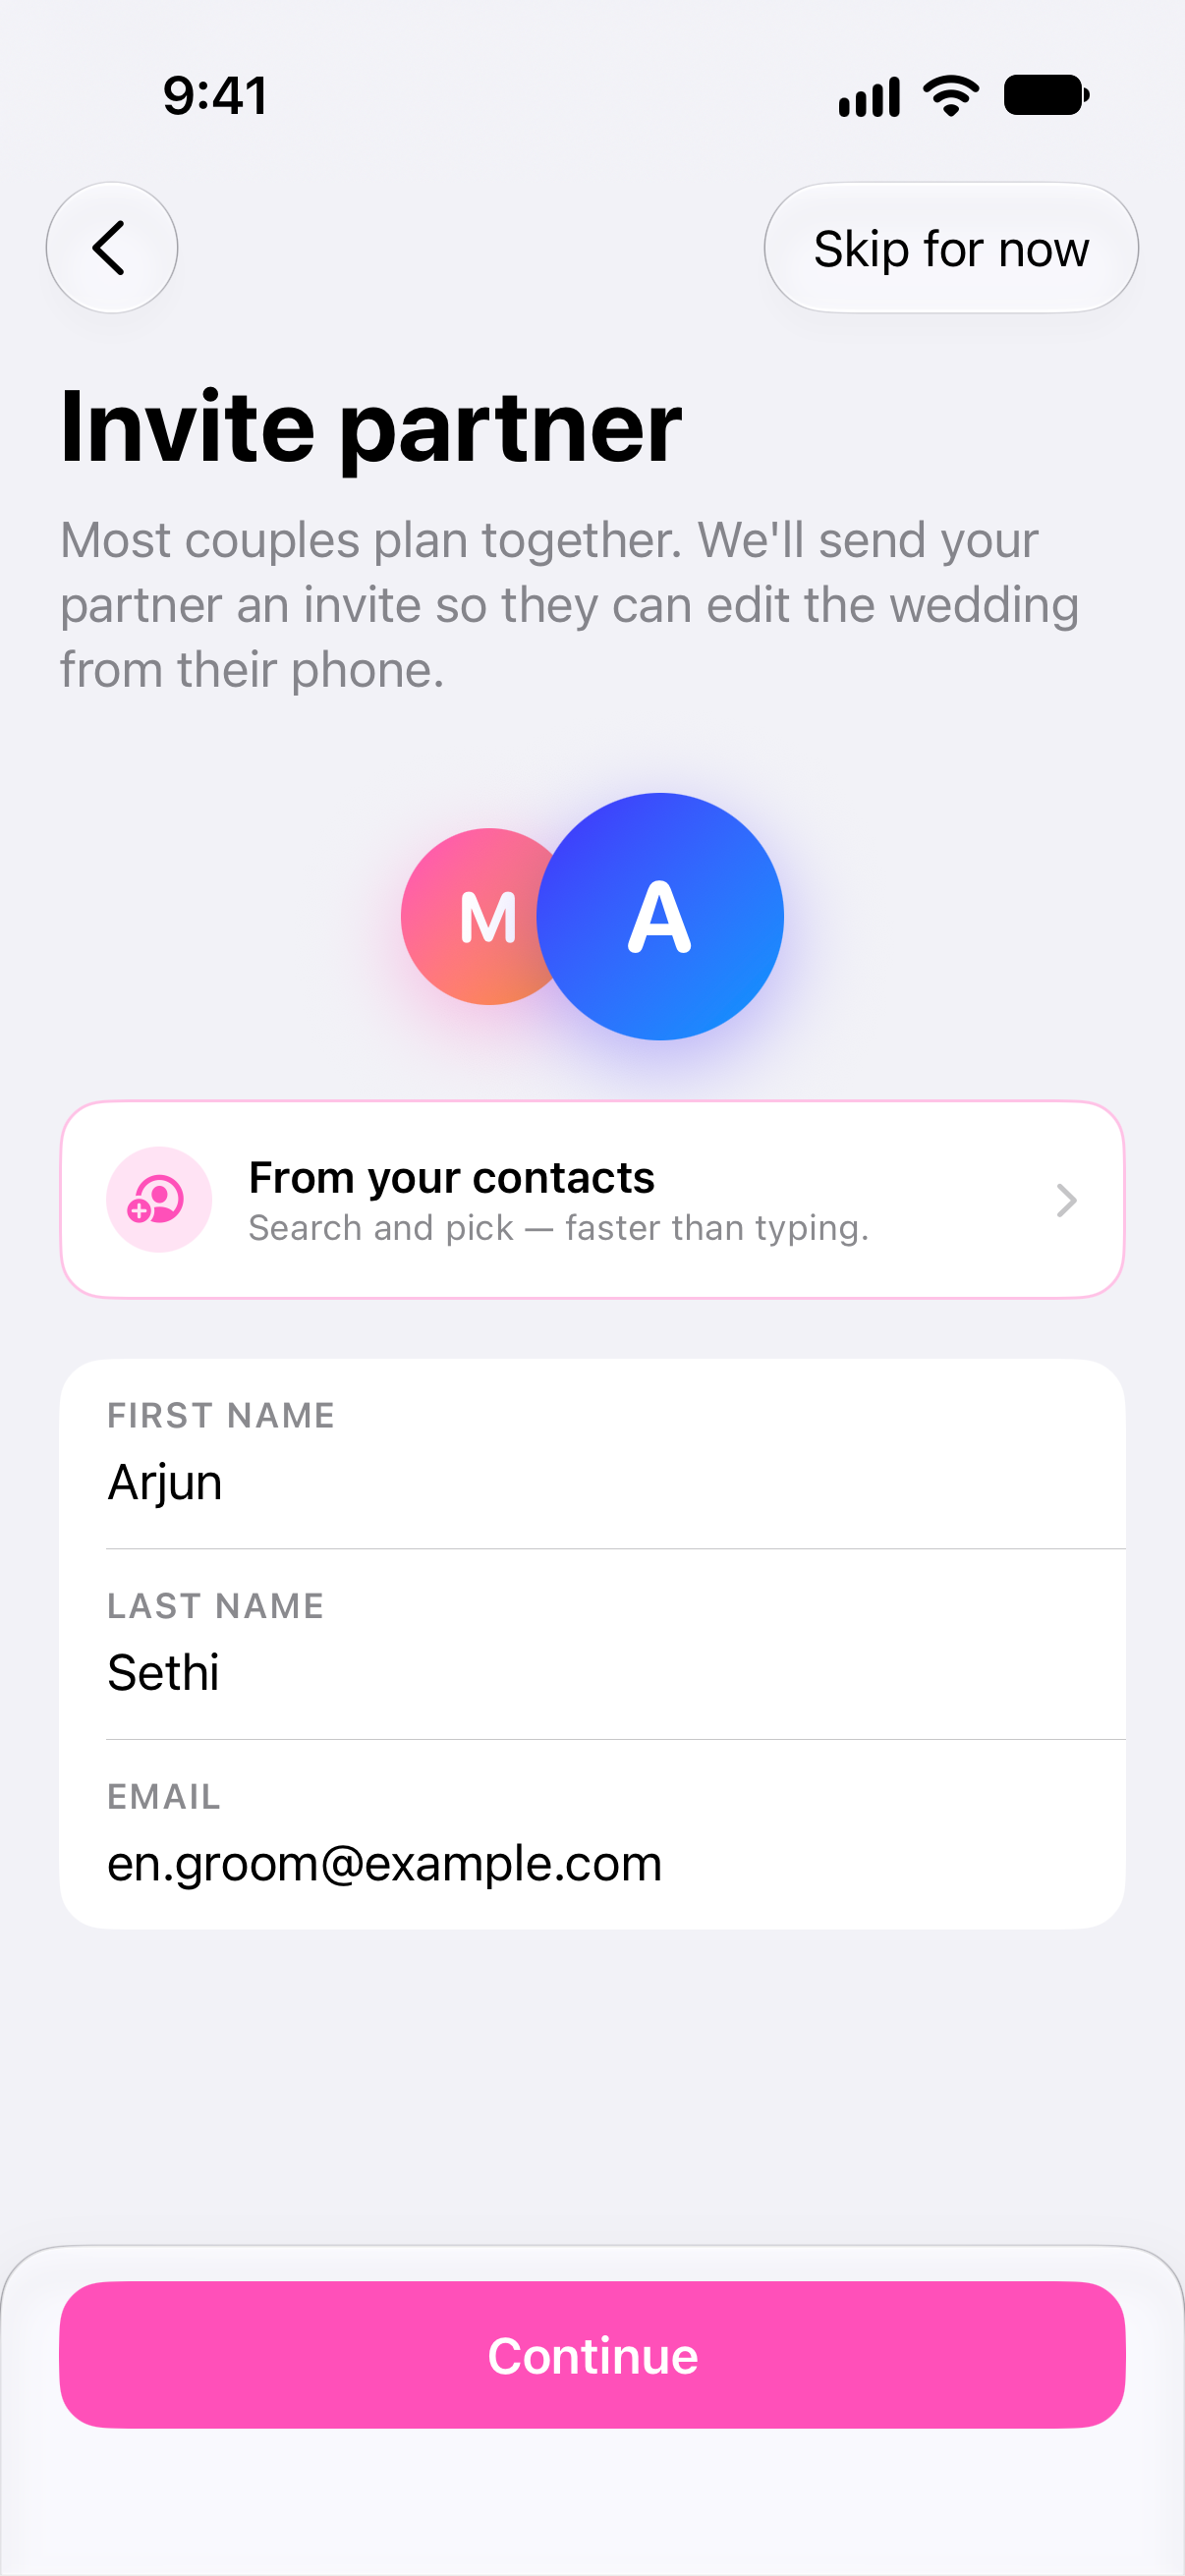 9:41
Skip for now
Invite partner
Most couples plan together. We'll send your
partner an invite so they can edit the wedding
from their phone.
M
A
From your contacts
Search and pick — faster than typing.
FIRST NAME
Arjun
LAST NAME
Sethi
EMAIL
en.groom@example.com
Continue